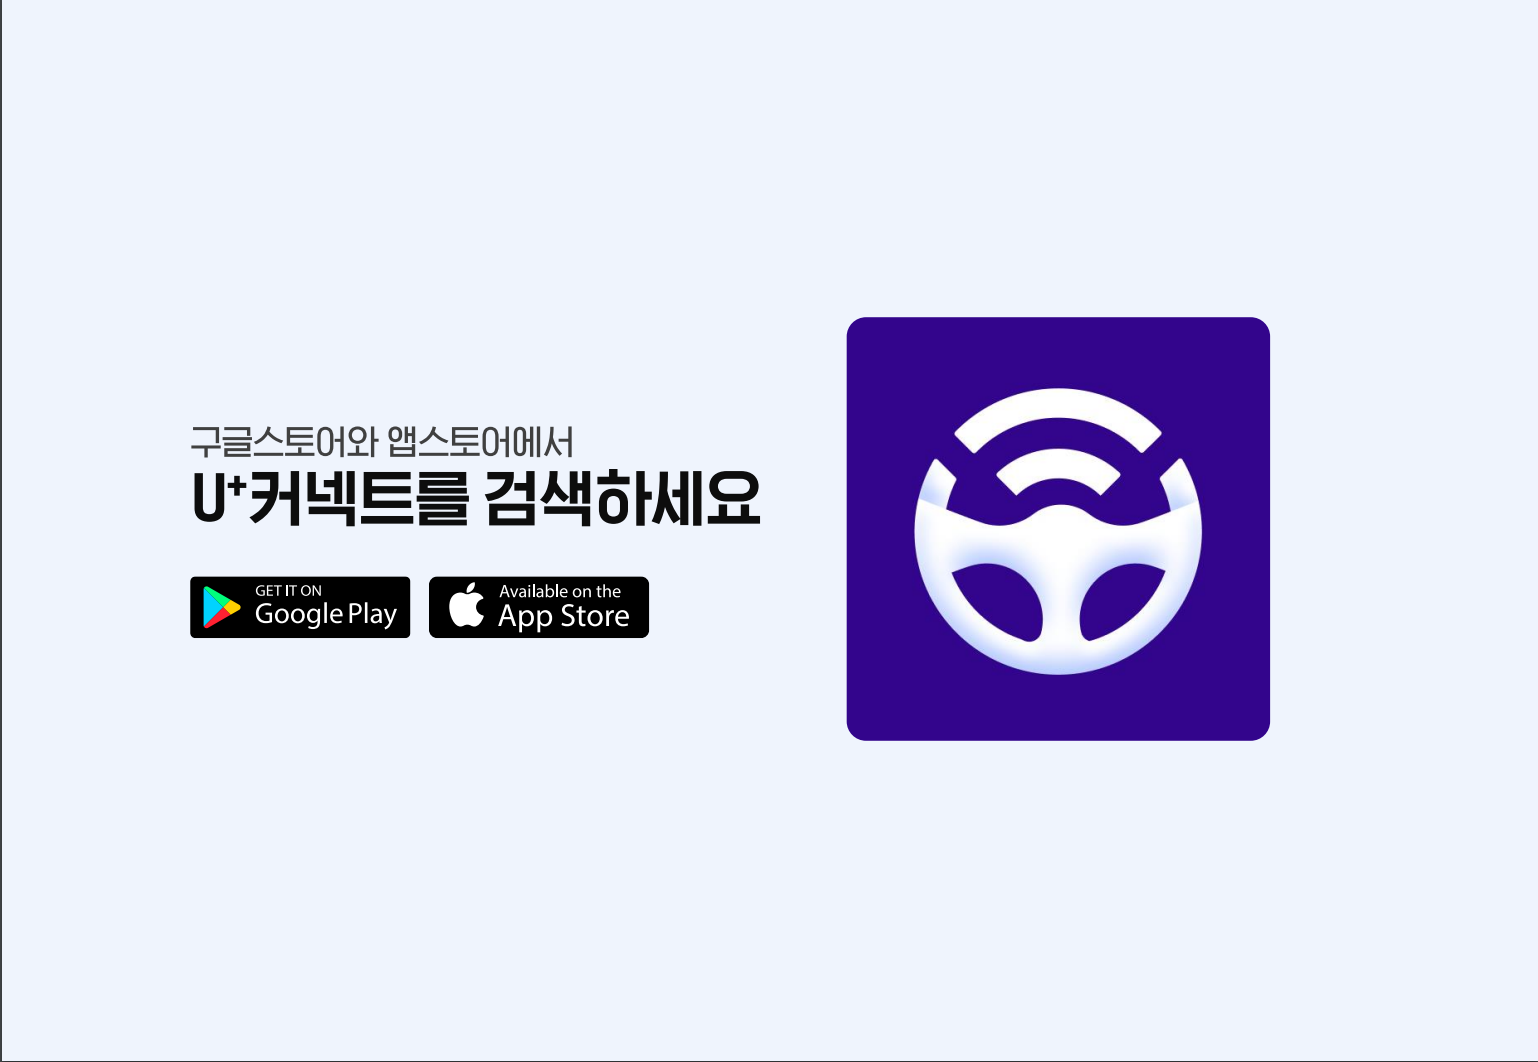 구글스토어와 앱스토어에서
U⁺커넥트를 검색하세요
GET IT ON
Google Play
Available on the
App Store